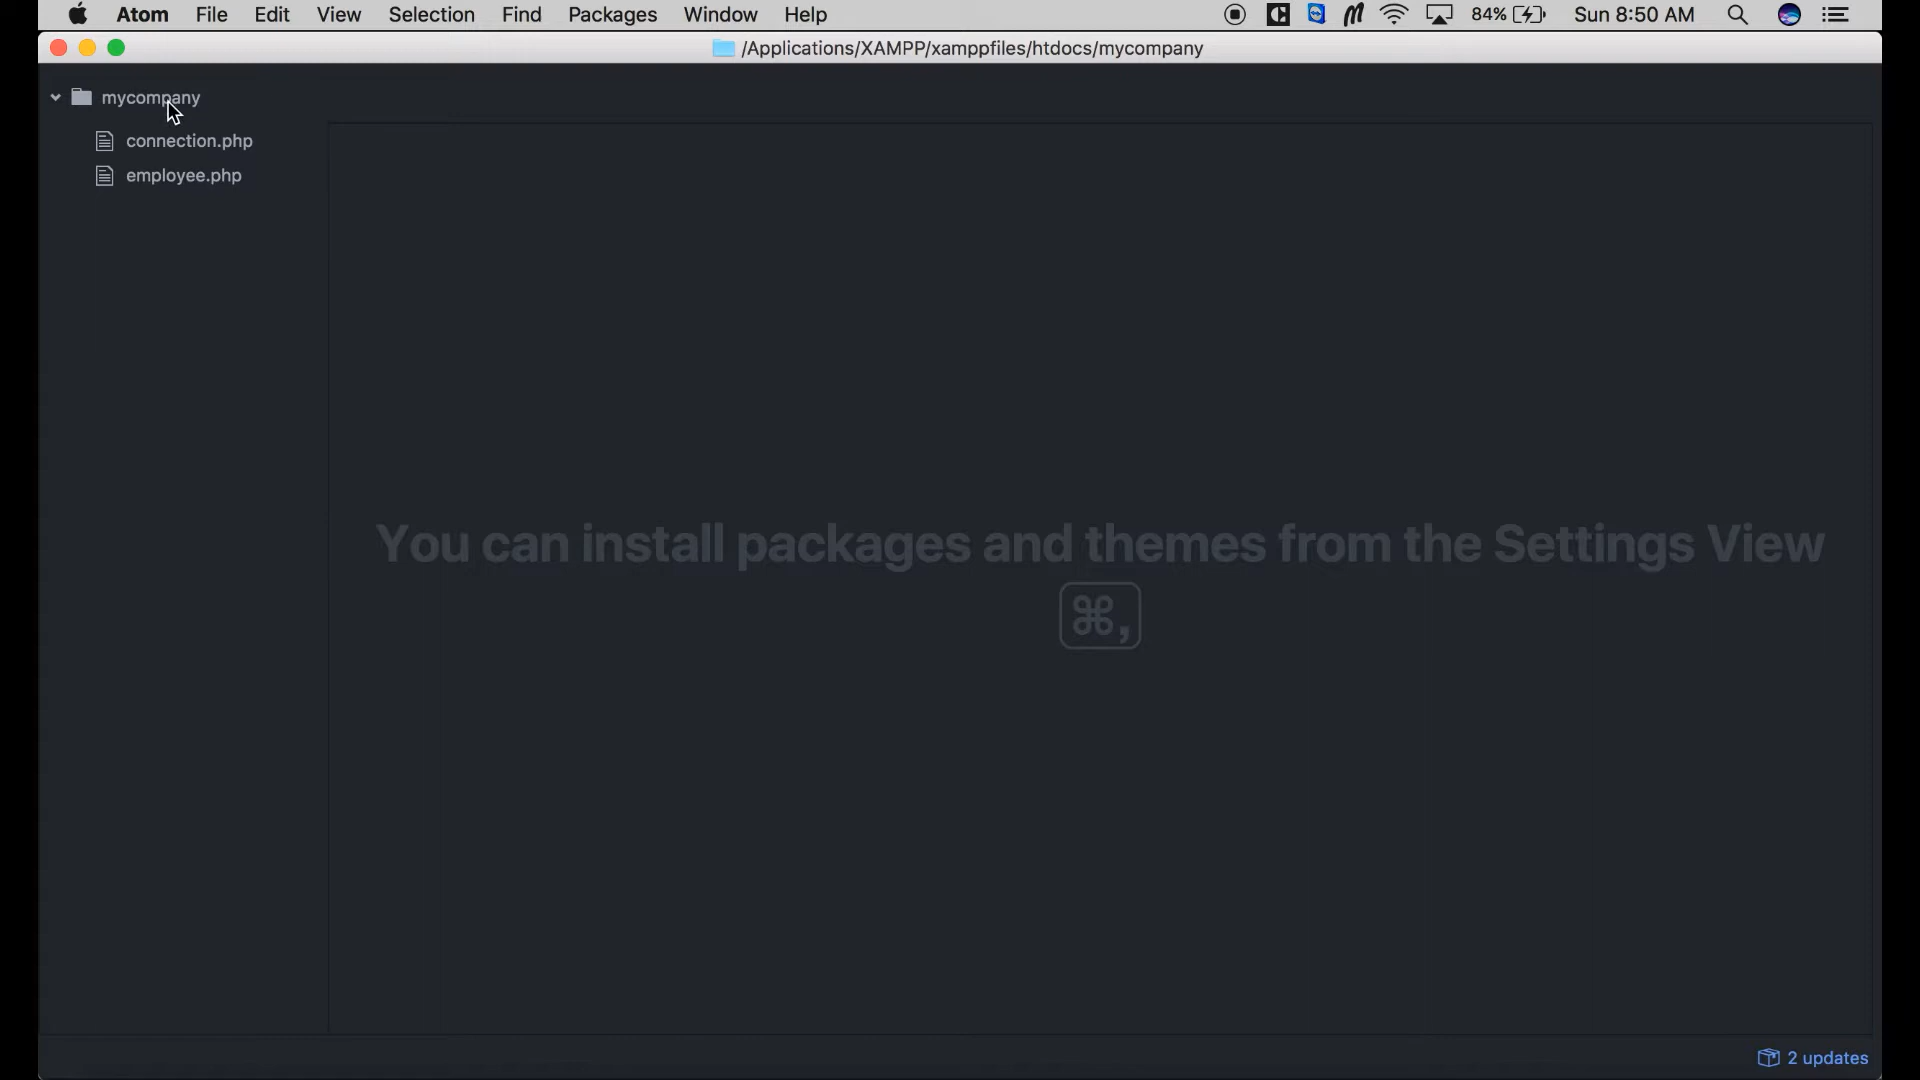 Atom File Edit View Selection Find Packages Window Help 84% Sun 8:50 AM
/Applications/XAMPP/xamppfiles/htdocs/mycompany
mycompany
connection.php
employee.php
You can install packages and themes from the Settings View
⌘,
2 updates